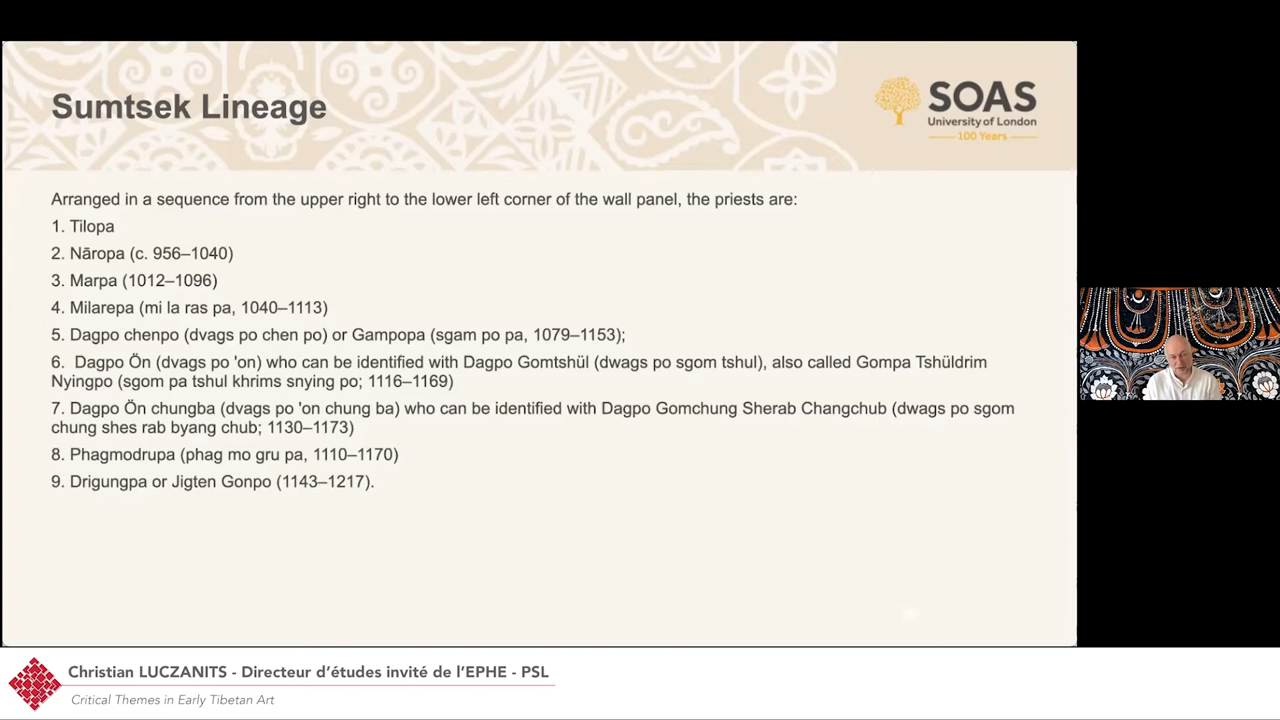 Sumtsek Lineage
SOAS
University of London
100 Years
Arranged in a sequence from the upper right to the lower left corner of the wall panel, the priests are:
1. Tilopa
2. Nāropa (c. 956–1040)
3. Marpa (1012–1096)
4. Milarepa (mi la ras pa, 1040–1113)
5. Dagpo chenpo (dvags po chen po) or Gampopa (sgam po pa, 1079–1153);
6.  Dagpo Ön (dvags po 'on) who can be identified with Dagpo Gomtshül (dwags po sgom tshul), also called Gompa Tshüldrim
Nyingpo (sgom pa tshul khrims snying po; 1116–1169)
7. Dagpo Ön chungba (dvags po 'on chung ba) who can be identified with Dagpo Gomchung Sherab Changchub (dwags po sgom
chung shes rab byang chub; 1130–1173)
8. Phagmodrupa (phag mo gru pa, 1110–1170)
9. Drigungpa or Jigten Gonpo (1143–1217).
Christian LUCZANITS - Directeur d'études invité de l'EPHE - PSL
Critical Themes in Early Tibetan Art